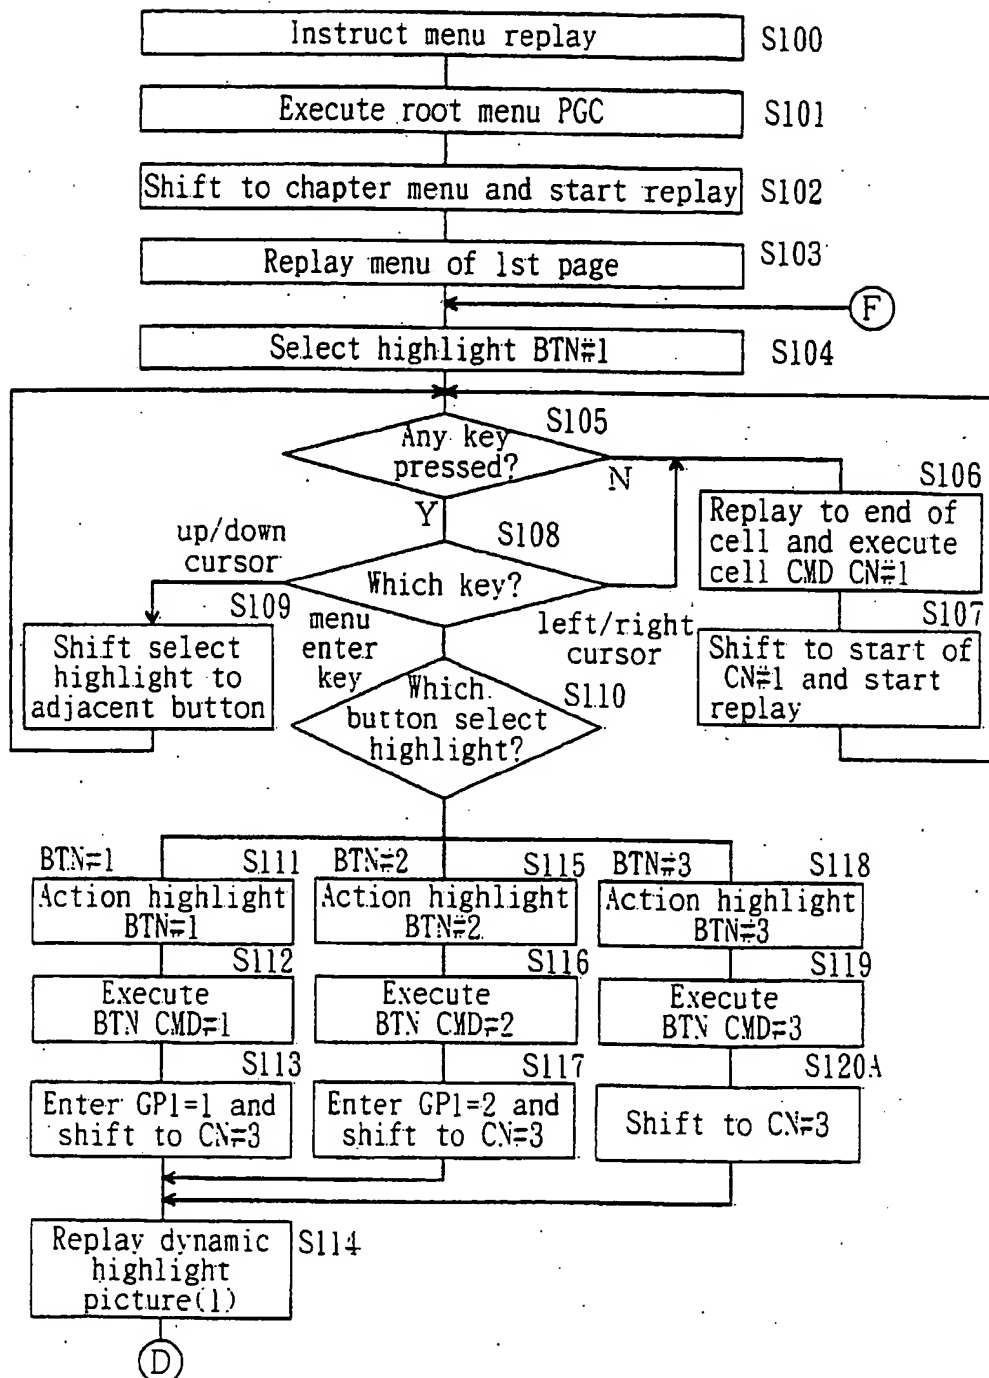 Instruct menu replay
S100
Execute root menu PGC
S101
Shift to chapter menu and start replay
S102
Replay menu of 1st page
S103
F
Select highlight BTN#1
S104
S105
Any key
pressed?
N
Y
S106
Replay to end of
cell and execute
cell CMD CN#1
up/down
cursor
S108
Which key?
S109
Shift select
highlight to
adjacent button
menu
enter
key
left/right
cursor
S107
Shift to start of
CN#1 and start
replay
S110
Which
button select
highlight?
BTN#1
S111
Action highlight
BTN#1
S112
Execute
BTN CMD#1
S113
Enter GP1=1 and
shift to CN#3
BTN#2
S115
Action highlight
BTN#2
S116
Execute
BTN CMD#2
S117
Enter GP1=2 and
shift to CN#3
BTN#3
S118
Action highlight
BTN#3
S119
Execute
BTN CMD#3
S120A
Shift to CN#3
Replay dynamic
highlight
picture(1)
S114
D